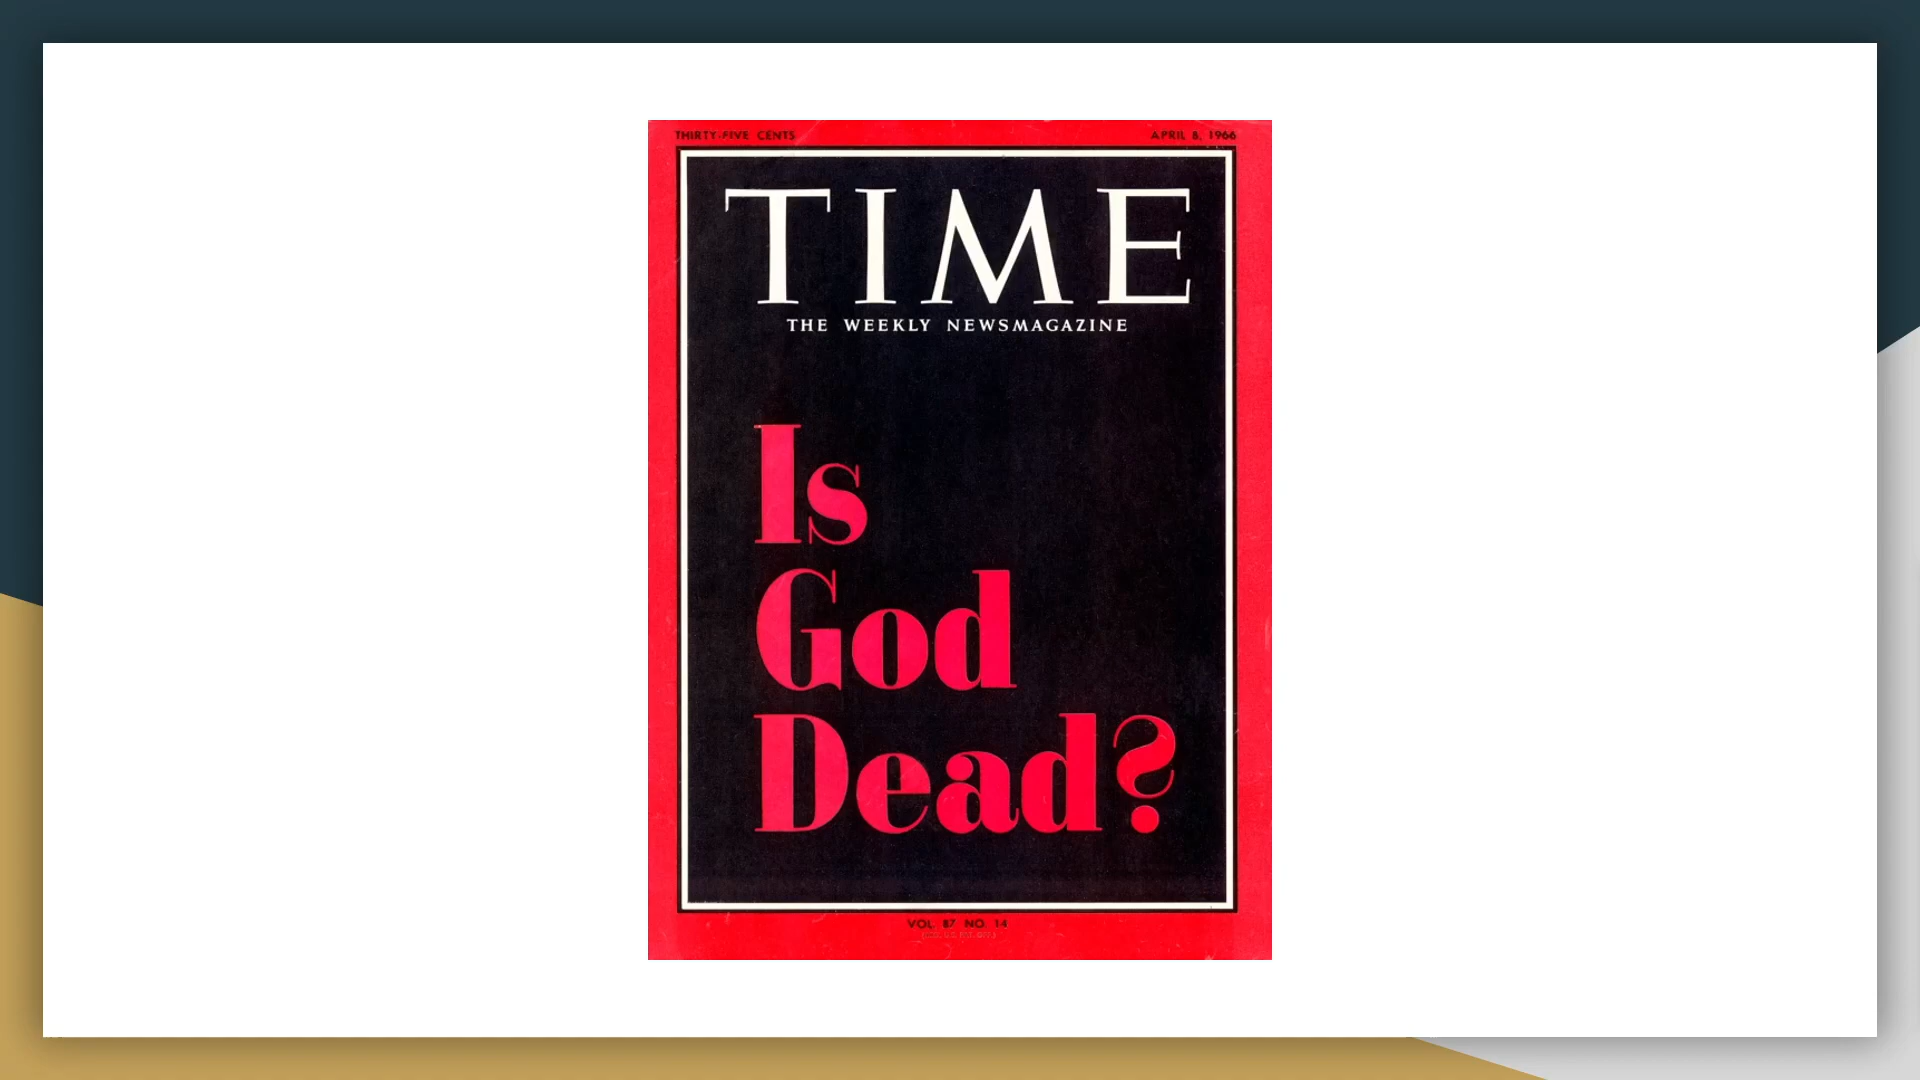 THIRTY-FIVE CENTS
APRIL 8, 1966
TIME
THE WEEKLY NEWSMAGAZINE
Is
God
Dead?
VOL. 87 NO. 14